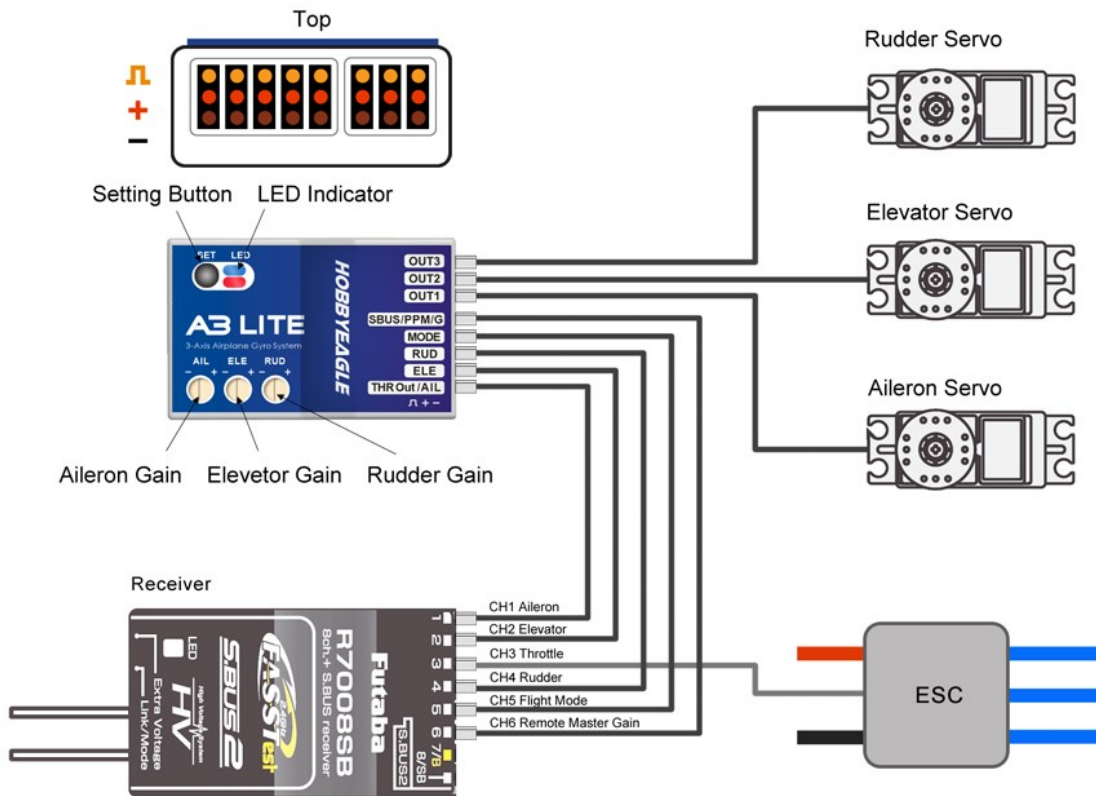 Top
Rudder Servo
+
−
Setting Button
LED Indicator
Elevator Servo
SET LED
OUT3
OUT2
OUT1
SBUS/PPM/G
MODE
RUD
ELE
THR Out/AIL
+ −
HOBBYEAGLE
A3 LITE
3-Axis Airplane Gyro System
AIL ELE RUD
− + − + − +
Aileron Servo
Aileron Gain
Elevetor Gain
Rudder Gain
Receiver
LED
Extra Voltage
Link/Mode
S.BUS2
HV
High Voltage System
FASSTest
2.4GHz
R7008SB
8ch.+ S.BUS receiver
Futaba
S.BUS2
1
2
3
4
5
6
7/B
8/SB
CH1 Aileron
CH2 Elevator
CH3 Throttle
CH4 Rudder
CH5 Flight Mode
CH6 Remote Master Gain
ESC